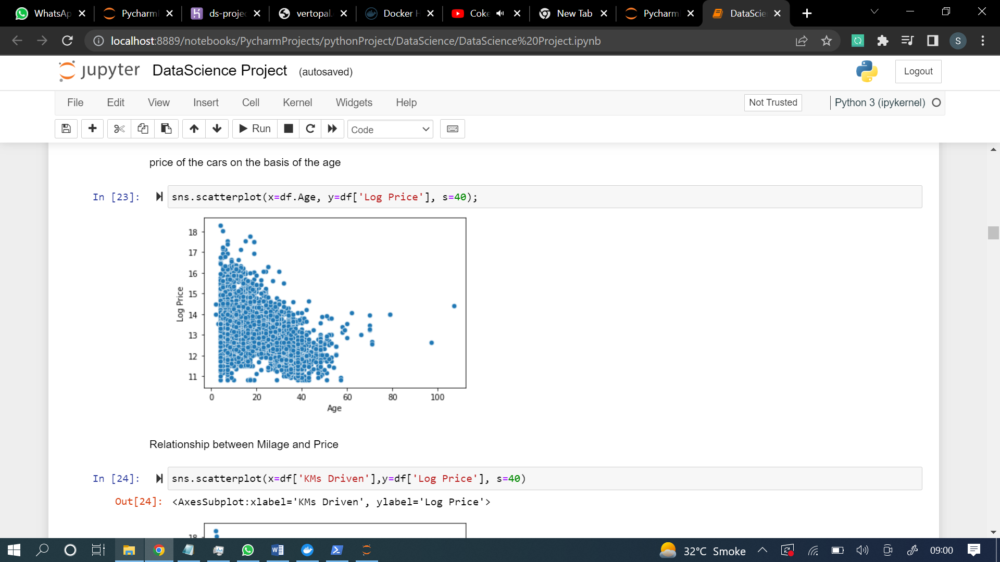 WhatsAp
Pycharm
ds-projec
vertopal.
Docker H
Coke
New Tab
Pycharm
DataScie
localhost:8889/notebooks/PycharmProjects/pythonProject/DataScience/DataScience%20Project.ipynb
S
jupyter DataScience Project (autosaved)
Logout
File Edit View Insert Cell Kernel Widgets Help
Not Trusted
Python 3 (ipykernel)
Run
Code
price of the cars on the basis of the age
In [23]: sns.scatterplot(x=df.Age, y=df['Log Price'], s=40);
18
17
16
15
14
13
12
11
Log Price
0 20 40 60 80 100
Age
Relationship between Milage and Price
In [24]: sns.scatterplot(x=df['KMs Driven'],y=df['Log Price'], s=40)
Out[24]: <AxesSubplot:xlabel='KMs Driven', ylabel='Log Price'>
18
32°C Smoke
09:00